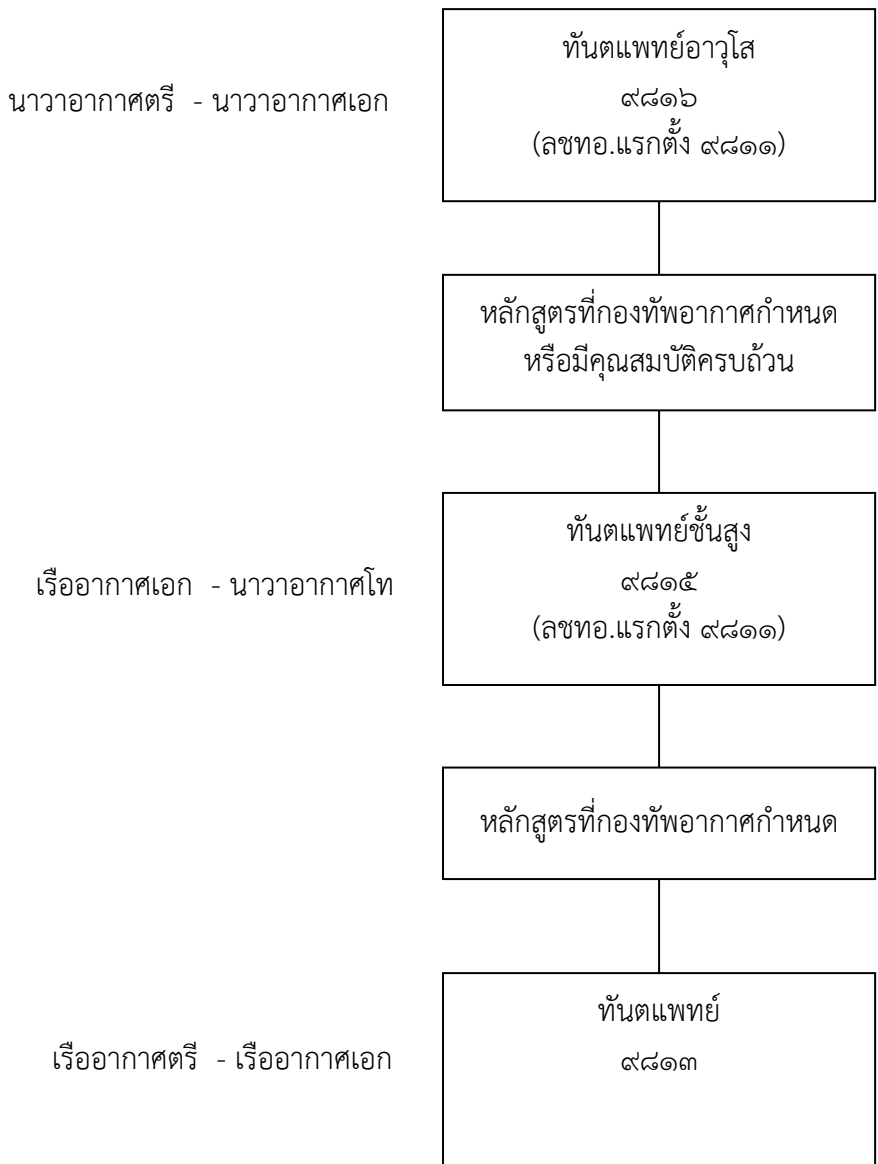 ทันตแพทย์อาวุโส
นาวาอากาศตรี - นาวาอากาศเอก
๙๘๑๖
(ลชทอ.แรกตั้ง ๙๘๑๑)
หลักสูตรที่กองทัพอากาศกำหนด
หรือมีคุณสมบัติครบถ้วน
ทันตแพทย์ชั้นสูง
เรืออากาศเอก - นาวาอากาศโท
๙๘๑๕
(ลชทอ.แรกตั้ง ๙๘๑๑)
หลักสูตรที่กองทัพอากาศกำหนด
ทันตแพทย์
เรืออากาศตรี - เรืออากาศเอก
๙๘๑๓